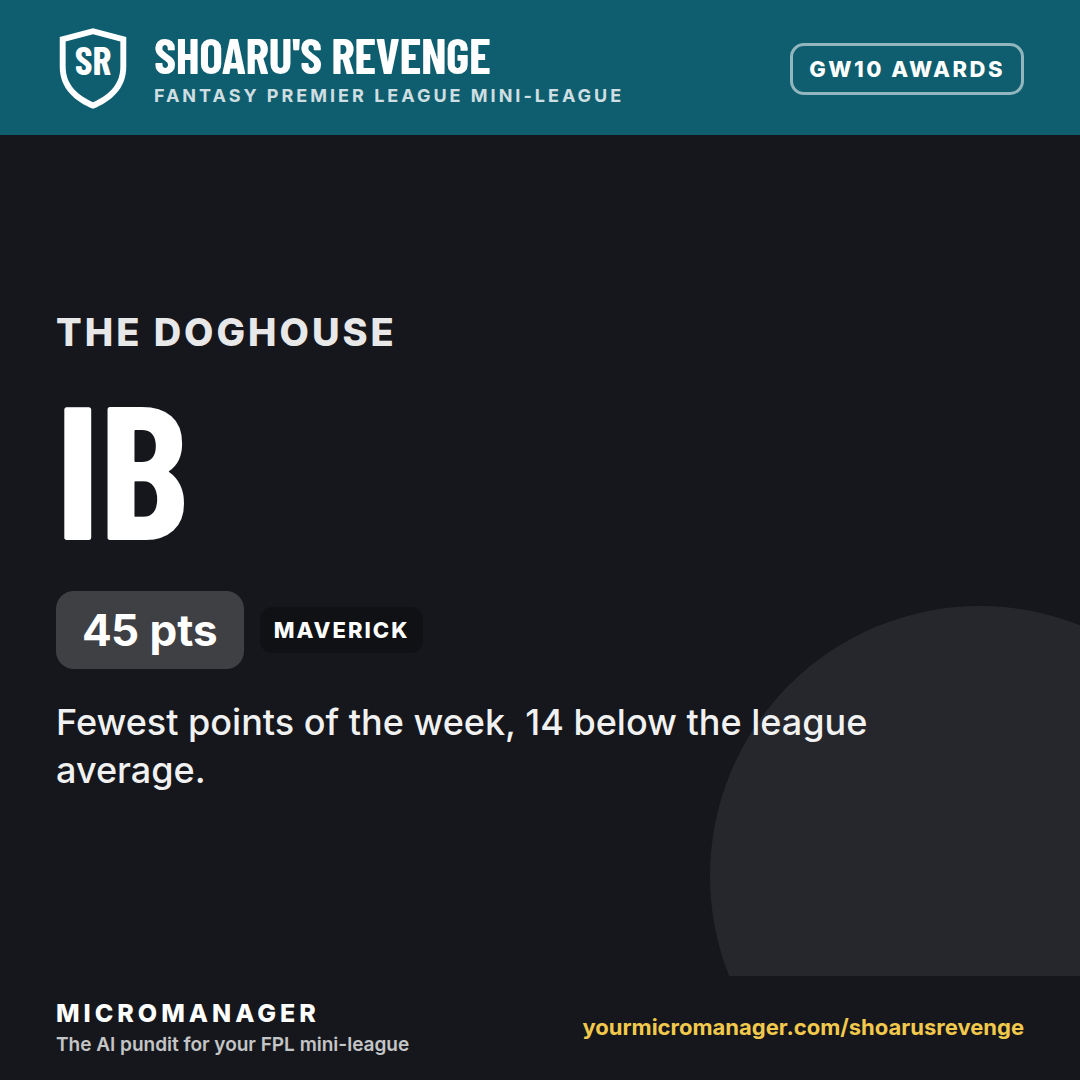 SR
SHOARU'S REVENGE
FANTASY PREMIER LEAGUE MINI-LEAGUE
GW10 AWARDS
THE DOGHOUSE
IB
45 pts
MAVERICK
Fewest points of the week, 14 below the league
average.
MICROMANAGER
The AI pundit for your FPL mini-league
yourmicromanager.com/shoarusrevenge